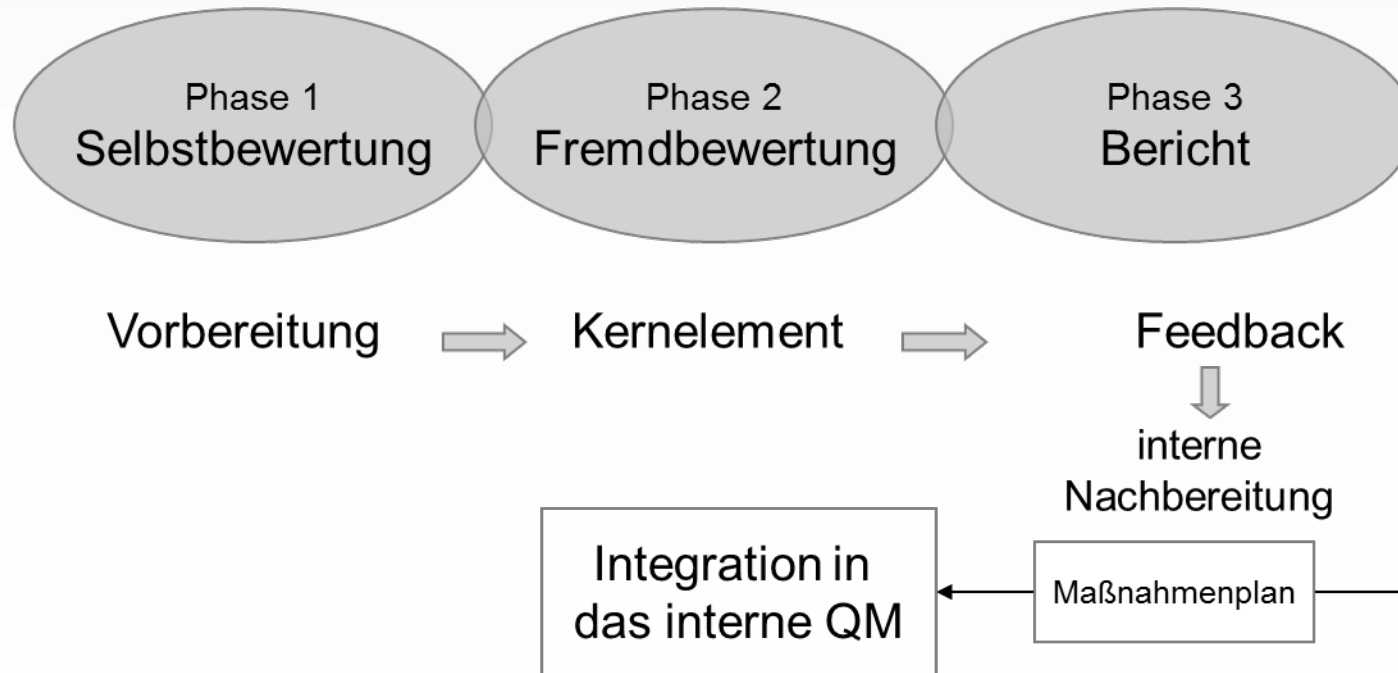 Phase 1
Selbstbewertung
Phase 2
Fremdbewertung
Phase 3
Bericht
Vorbereitung
Kernelement
Feedback
interne
Nachbereitung
Maßnahmenplan
Integration in
das interne QM